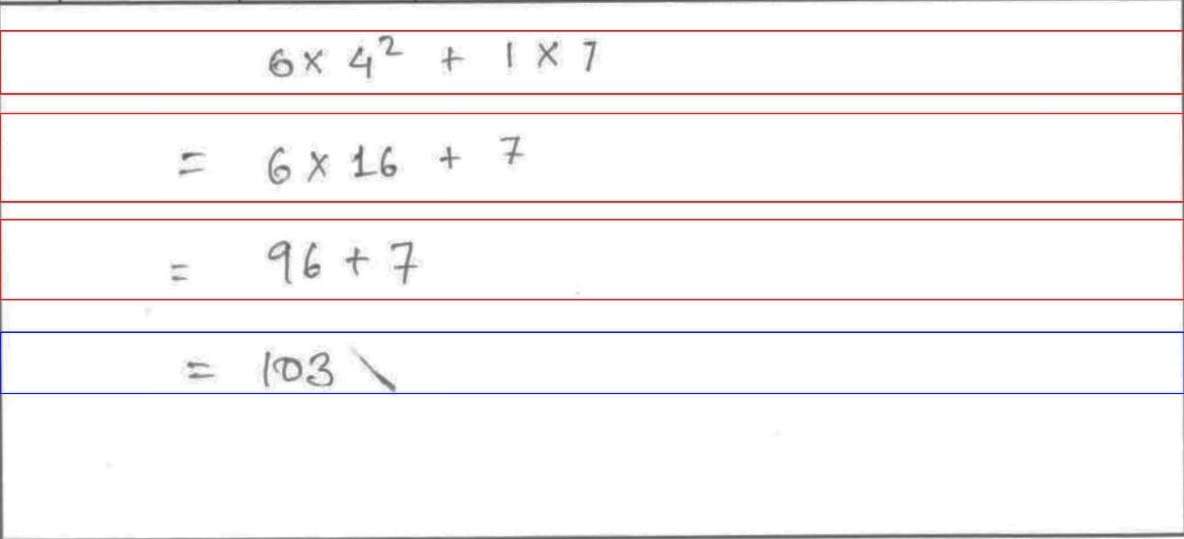 6 × 4² + 1 × 7
= 6 × 16 + 7
= 96 + 7
= 103 \